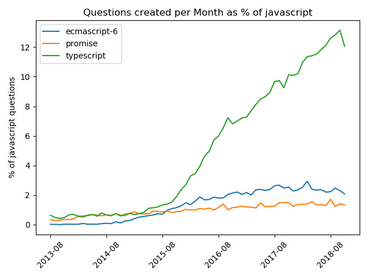 Questions created per Month as % of javascript
ecmascript-6
promise
typescript
% of javascript questions
12
10
8
6
4
2
0
2013-08
2014-08
2015-08
2016-08
2017-08
2018-08